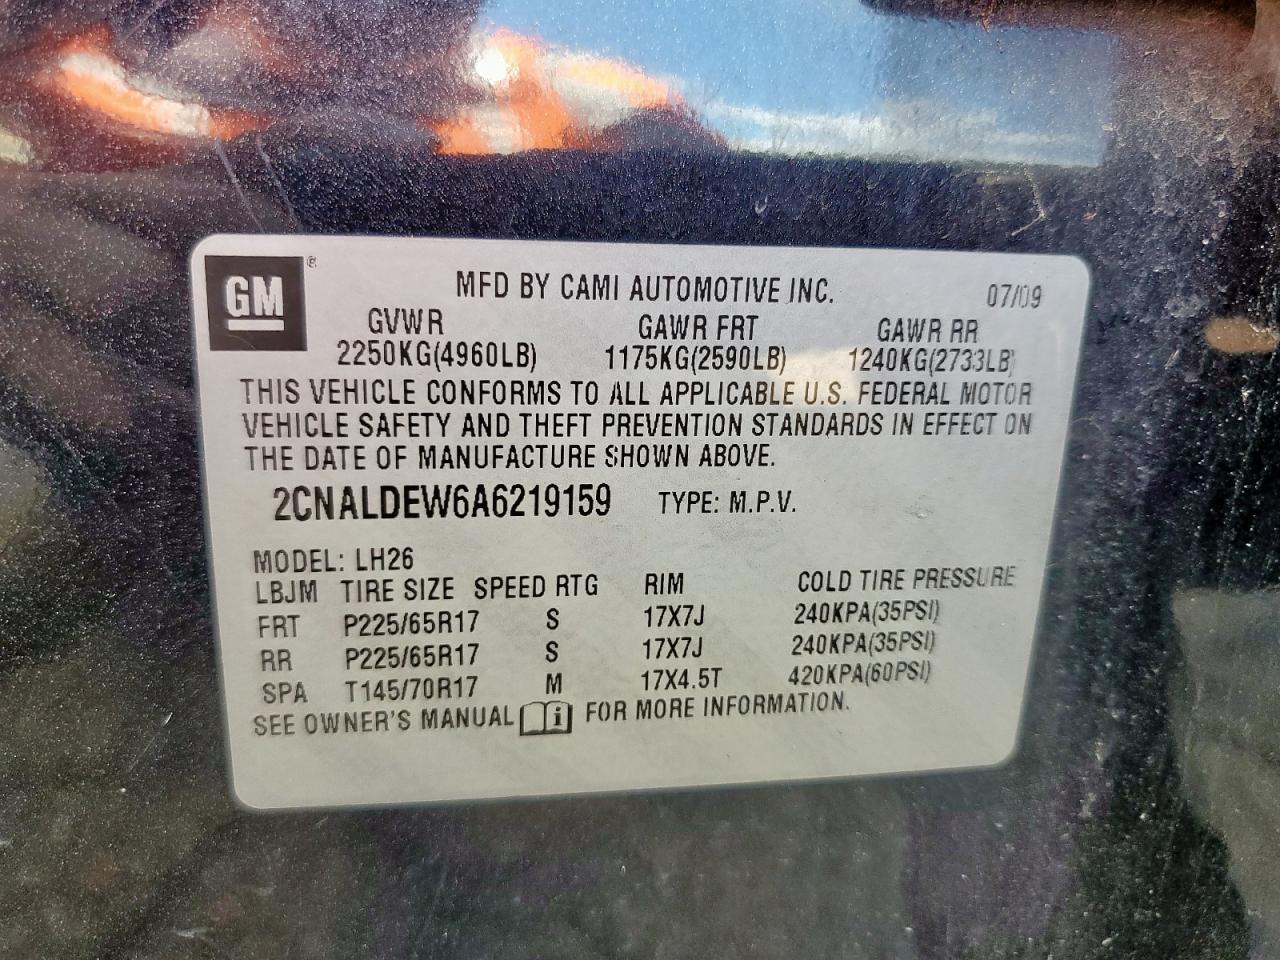 GM ®
MFD BY CAMI AUTOMOTIVE INC. 07/09
GVWR GAWR FRT GAWR RR
2250KG(4960LB) 1175KG(2590LB) 1240KG(2733LB)
THIS VEHICLE CONFORMS TO ALL APPLICABLE U.S. FEDERAL MOTOR
VEHICLE SAFETY AND THEFT PREVENTION STANDARDS IN EFFECT ON
THE DATE OF MANUFACTURE SHOWN ABOVE.
2CNALDEW6A6219159 TYPE: M.P.V.
MODEL: LH26
LBJM TIRE SIZE SPEED RTG RIM COLD TIRE PRESSURE
FRT P225/65R17 S 17X7J 240KPA(35PSI)
RR P225/65R17 S 17X7J 240KPA(35PSI)
SPA T145/70R17 M 17X4.5T 420KPA(60PSI)
SEE OWNER'S MANUAL i FOR MORE INFORMATION.